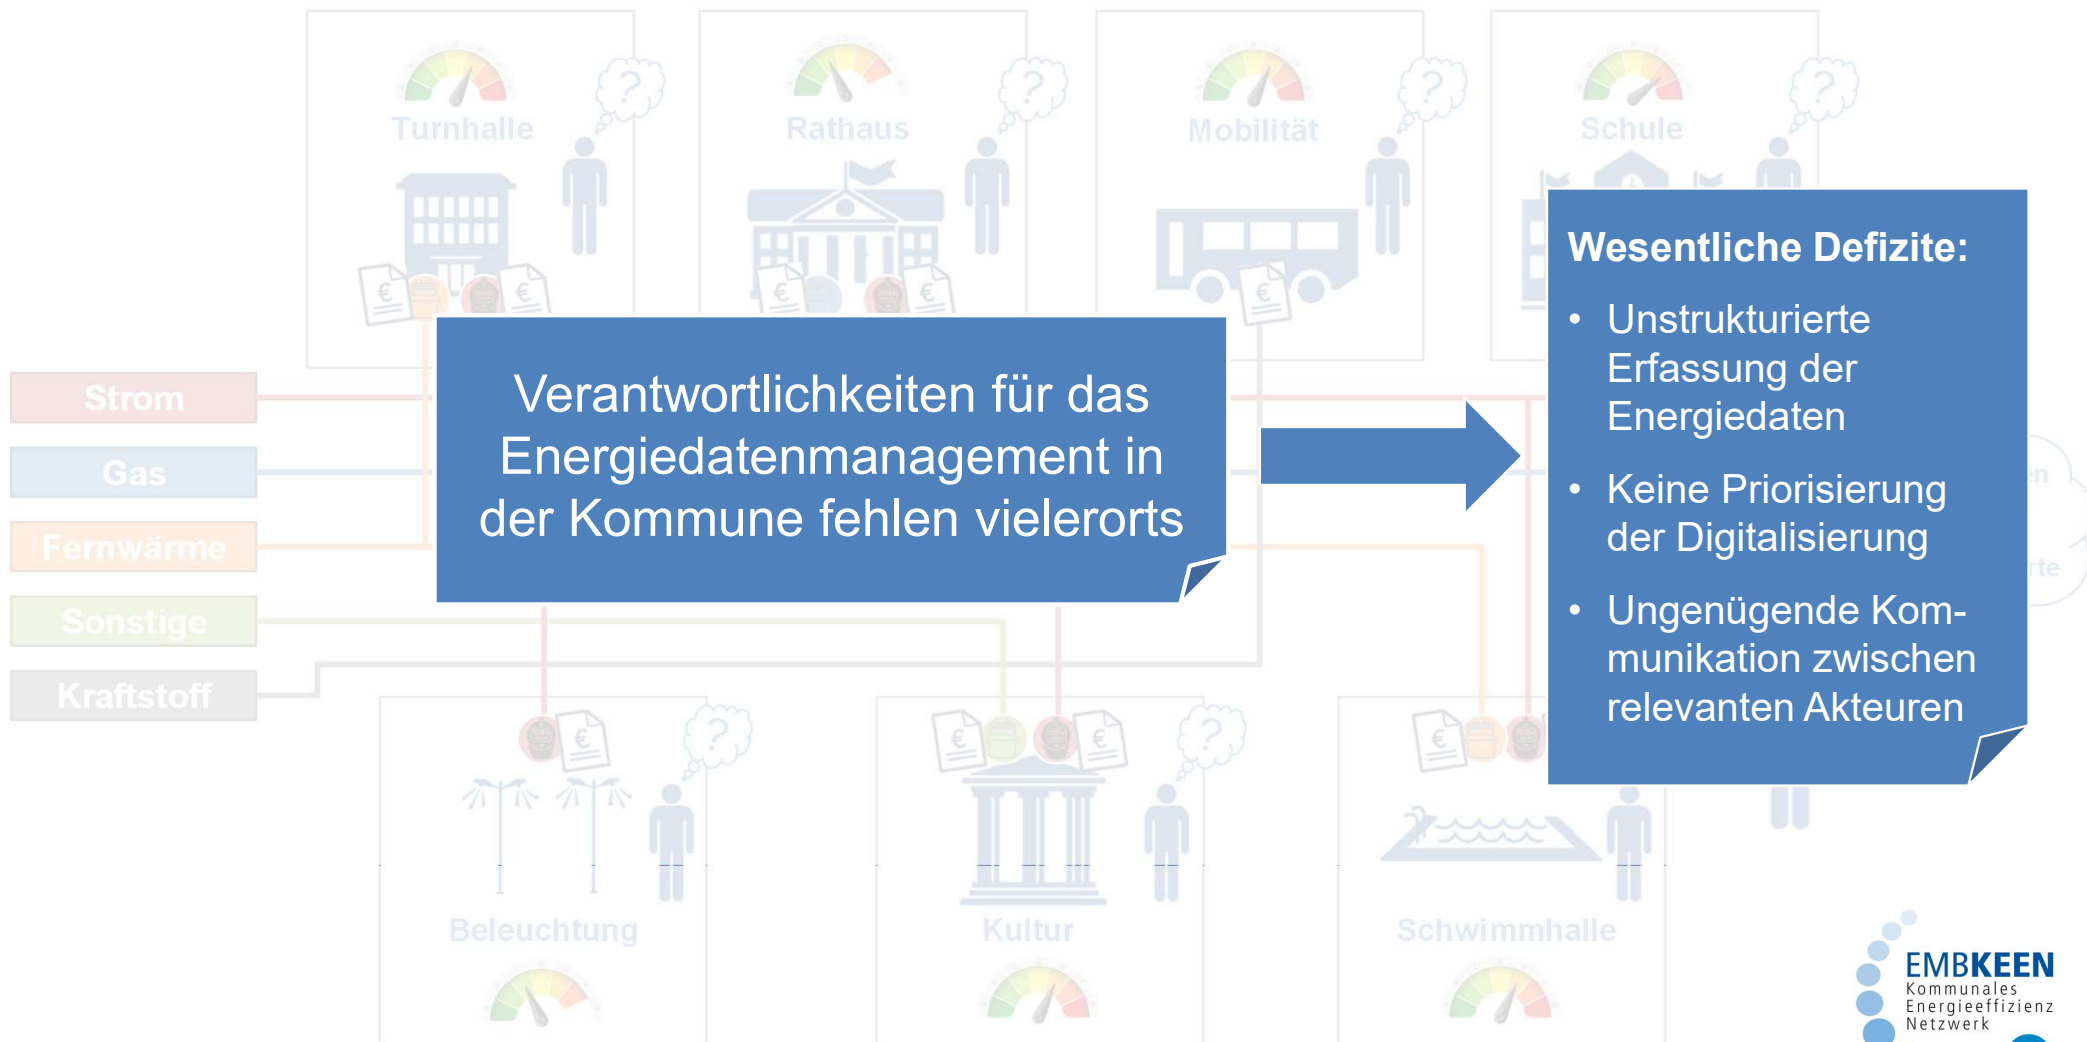 Turnhalle
Rathaus
Mobilität
Schule
?
?
?
?
€
€
€
€
€
Strom
Gas
Fernwärme
Sonstige
Kraftstoff
Verantwortlichkeiten für das
Energiedatenmanagement in
der Kommune fehlen vielerorts
Wesentliche Defizite:
• Unstrukturierte
Erfassung der
Energiedaten
• Keine Priorisierung
der Digitalisierung
• Ungenügende Kom-
munikation zwischen
relevanten Akteuren
?
?
€
€
€
€
Beleuchtung
Kultur
Schwimmhalle
EMBKEEN
Kommunales
Energieeffizienz
Netzwerk